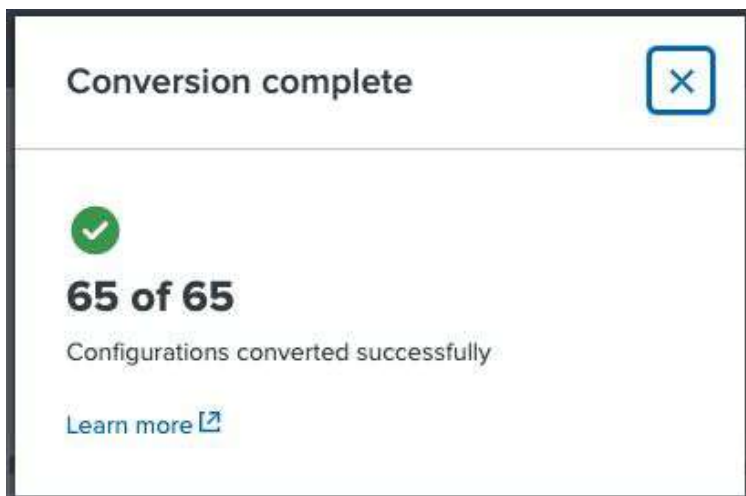 Conversion complete
65 of 65
Configurations converted successfully
Learn more